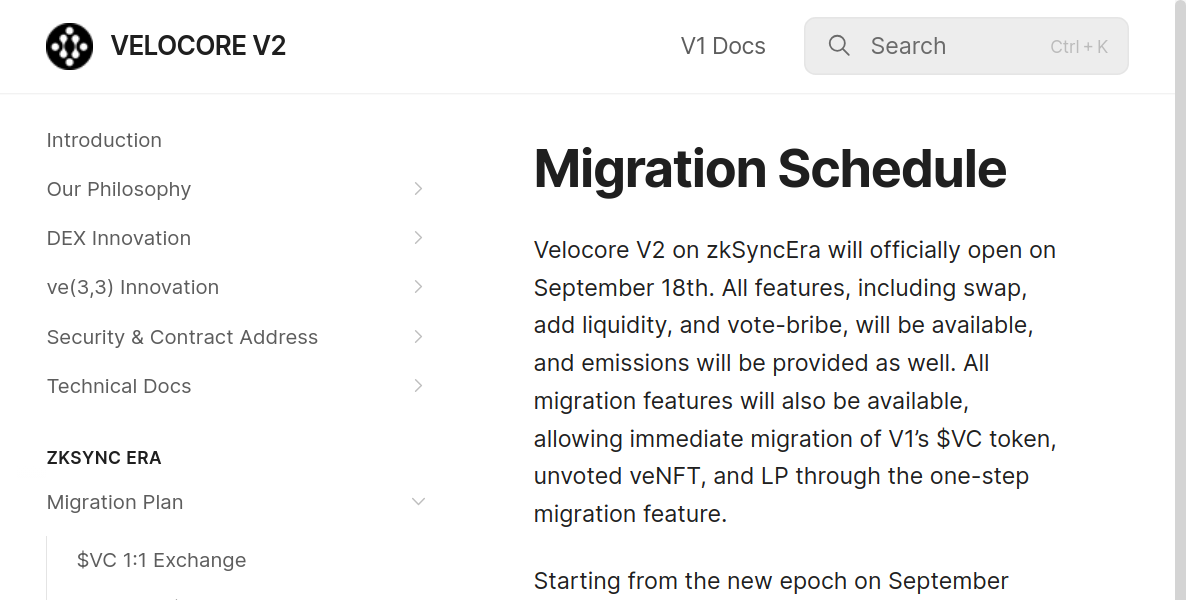 VELOCORE V2
V1 Docs
Search
Ctrl + K
Introduction
Our Philosophy
DEX Innovation
ve(3,3) Innovation
Security & Contract Address
Technical Docs
ZKSYNC ERA
Migration Plan
$VC 1:1 Exchange
Migration Schedule
Velocore V2 on zkSyncEra will officially open on
September 18th. All features, including swap,
add liquidity, and vote-bribe, will be available,
and emissions will be provided as well. All
migration features will also be available,
allowing immediate migration of V1’s $VC token,
unvoted veNFT, and LP through the one-step
migration feature.
Starting from the new epoch on September